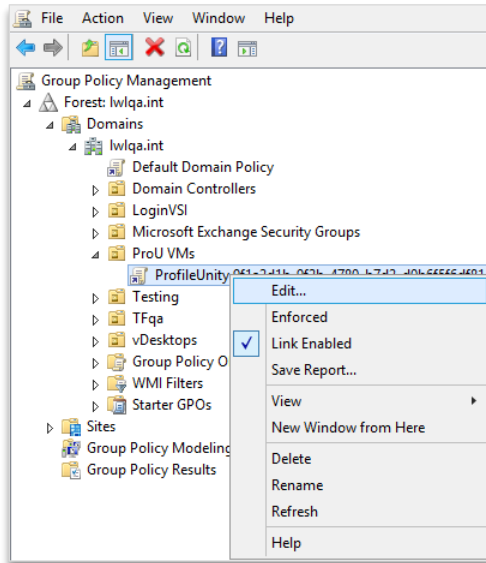 File Action View Window Help
Group Policy Management
Forest: lwlqa.int
Domains
lwlqa.int
Default Domain Policy
Domain Controllers
LoginVSI
Microsoft Exchange Security Groups
ProU VMs
ProfileUnity
Testing
TFqa
vDesktops
Group Policy O
WMI Filters
Starter GPOs
Sites
Group Policy Modeling
Group Policy Results
Edit...
Enforced
Link Enabled
Save Report...
View
New Window from Here
Delete
Rename
Refresh
Help